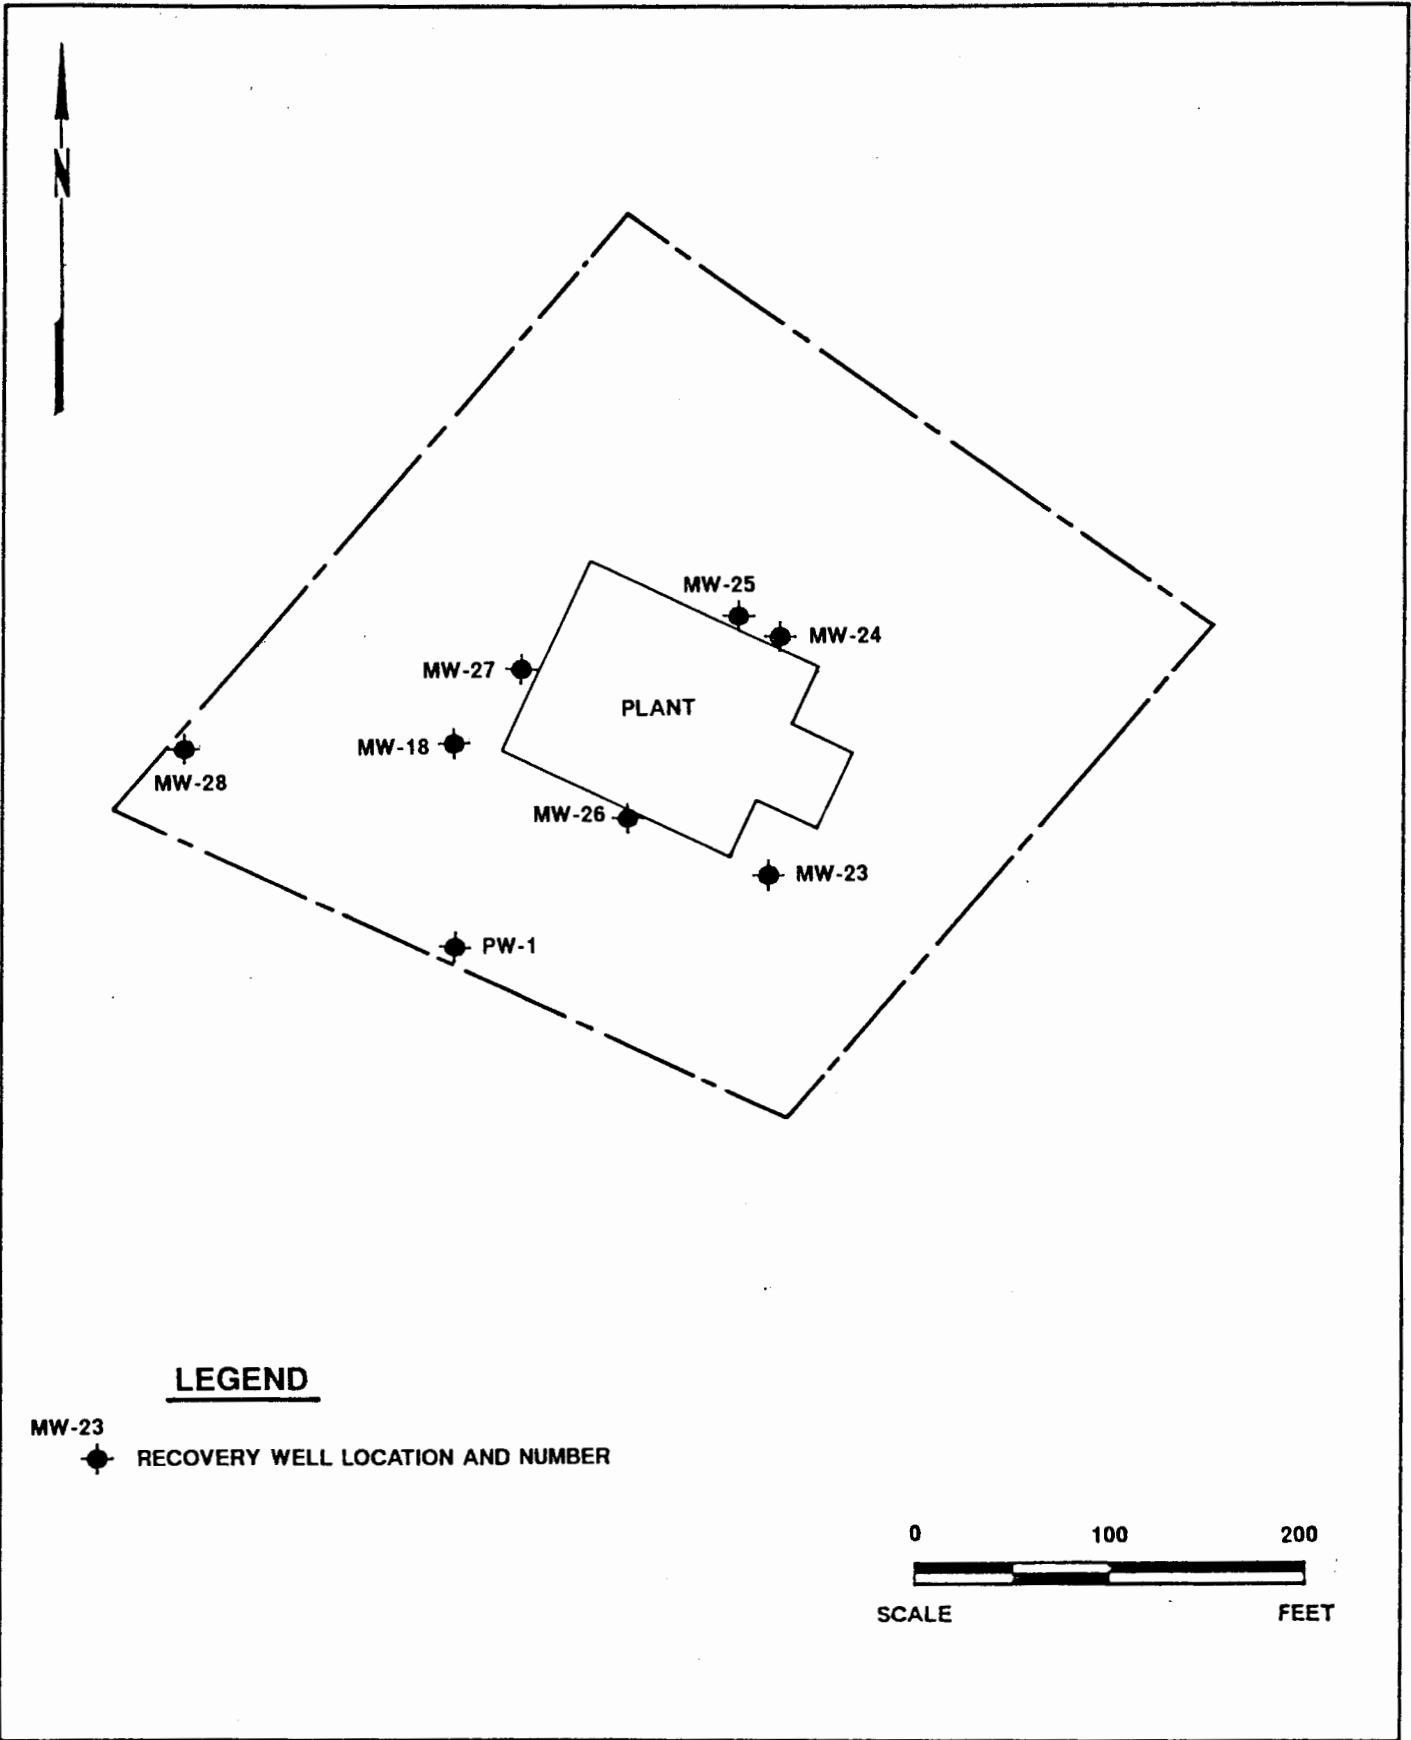 N
MW-25
MW-24
MW-27
PLANT
MW-18
MW-28
MW-26
MW-23
PW-1
LEGEND
MW-23
RECOVERY WELL LOCATION AND NUMBER
0 100 200
SCALE FEET